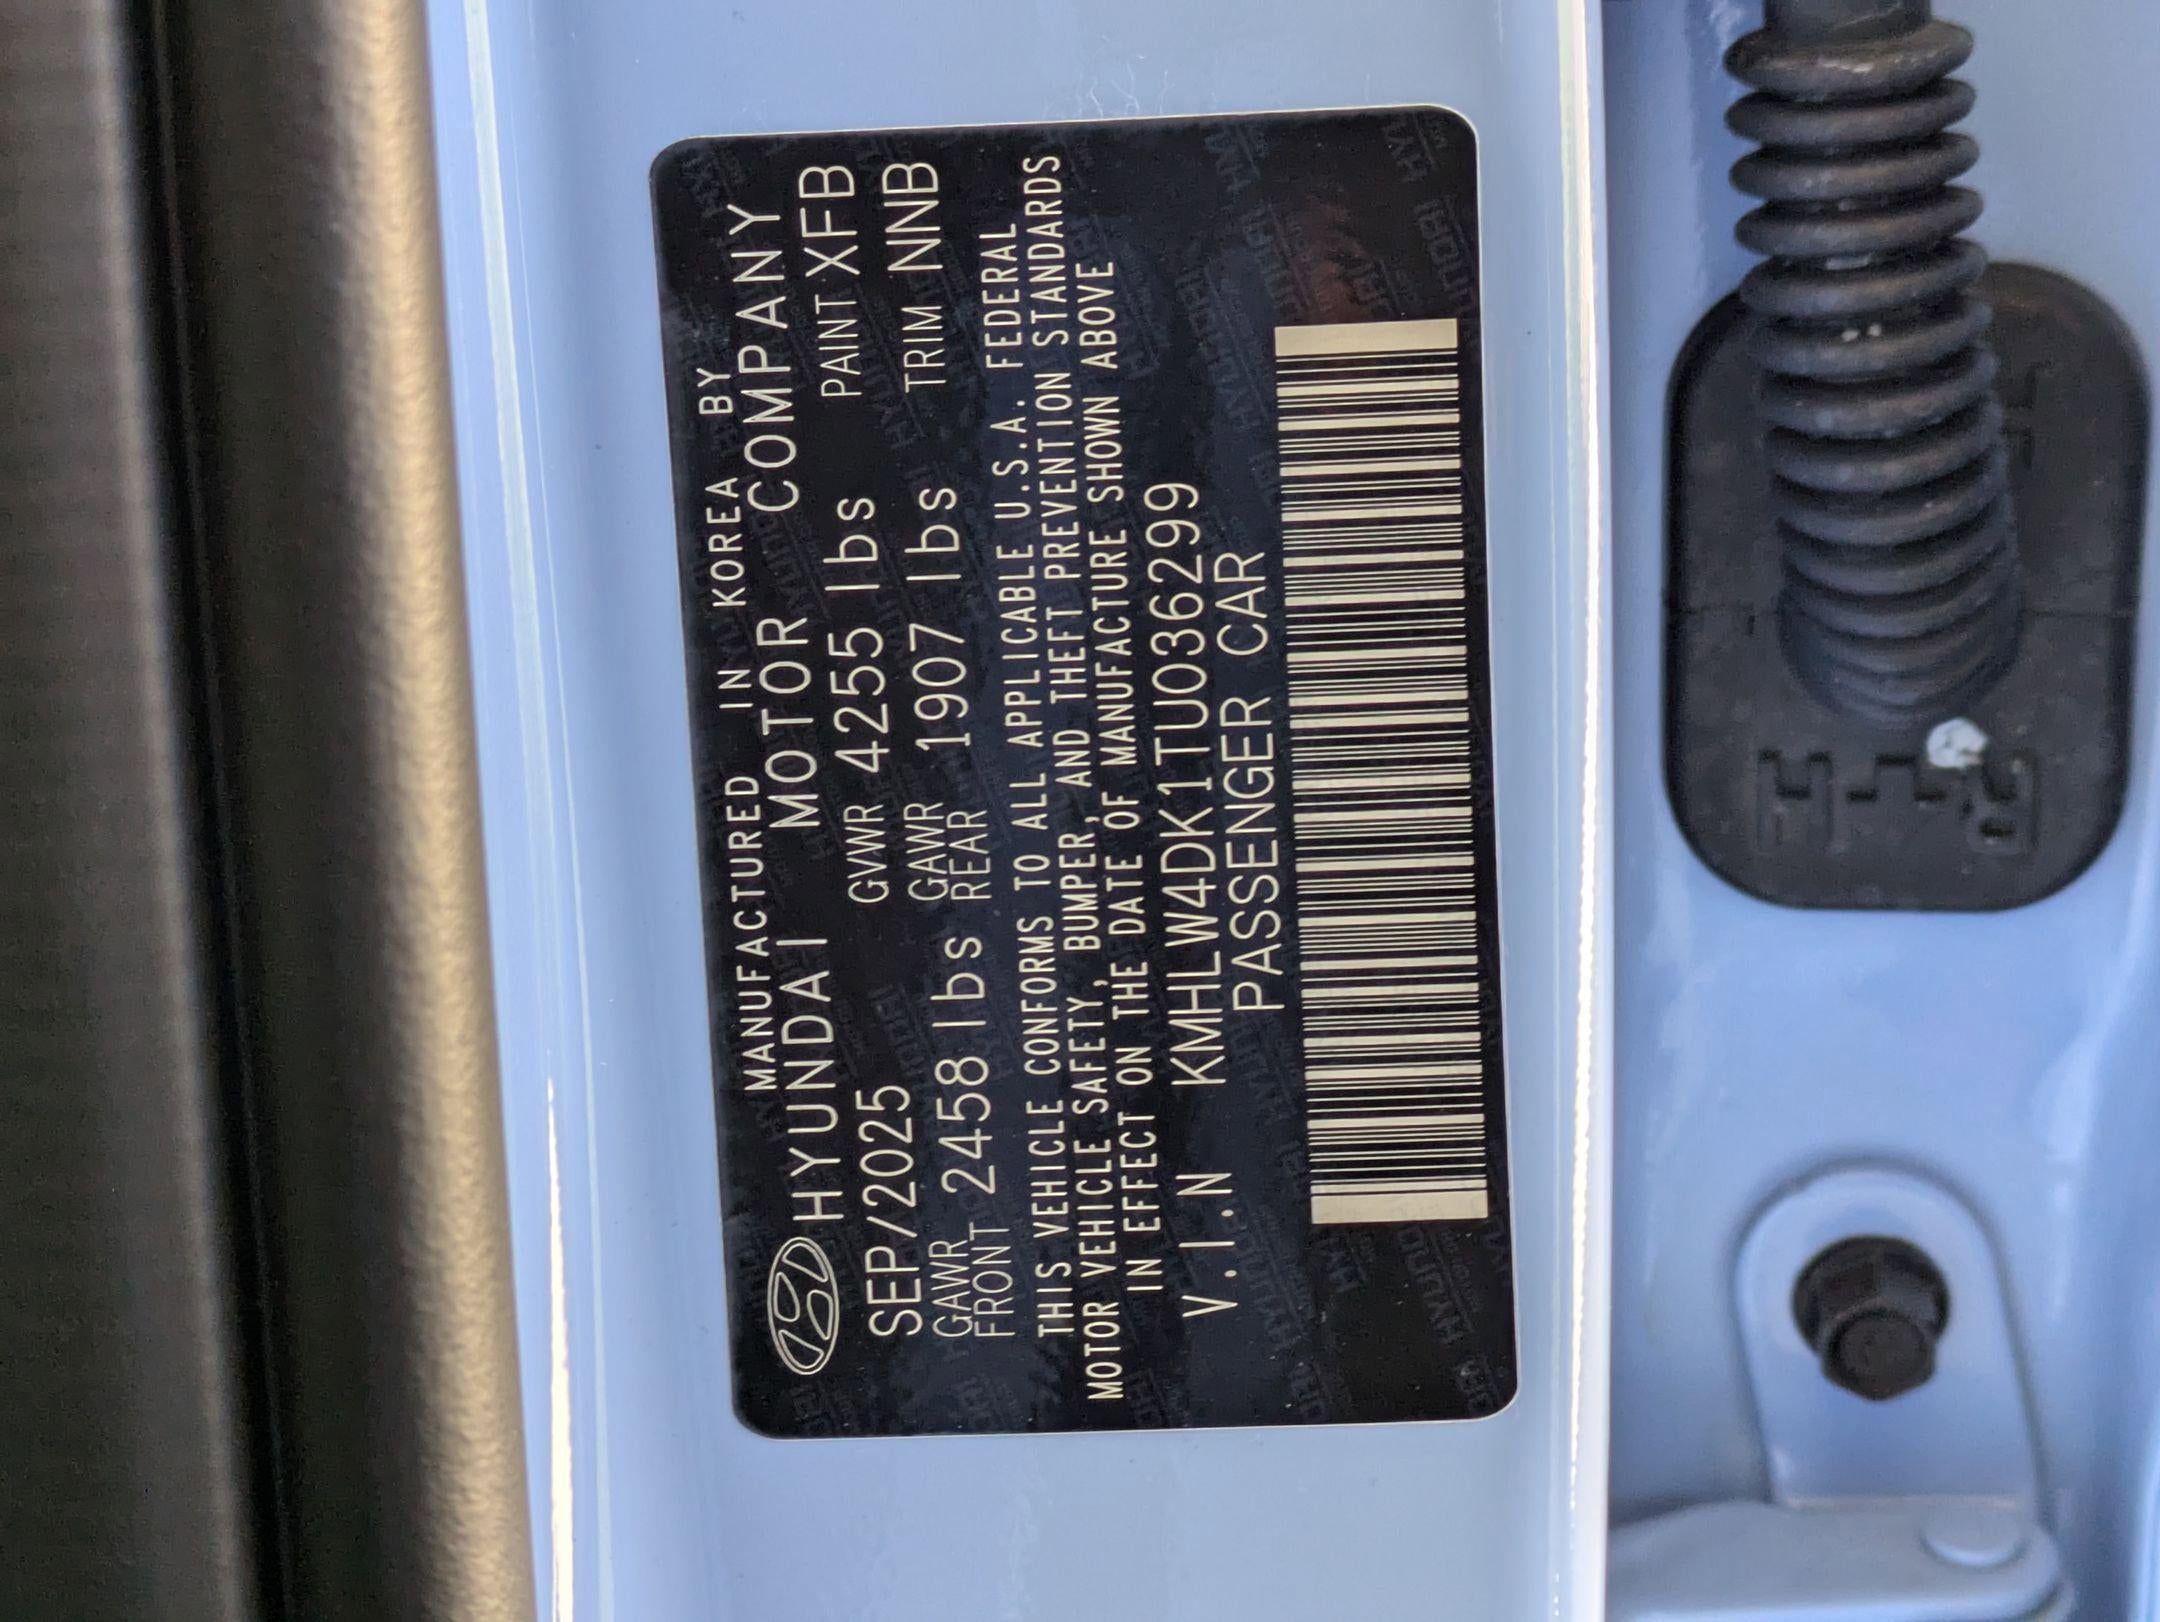 MANUFACTURED IN KOREA BY
HYUNDAI MOTOR COMPANY
SEP/2025 GVWR 4255 lbs PAINT XFB
GAWR FRONT 2458 lbs GAWR REAR 1907 lbs TRIM NNB
THIS VEHICLE CONFORMS TO ALL APPLICABLE U.S.A. FEDERAL
MOTOR VEHICLE SAFETY, BUMPER, AND THEFT PREVENTION STANDARDS
IN EFFECT ON THE DATE OF MANUFACTURE SHOWN ABOVE
V.I.N KMHLW4DK1TU036299
PASSENGER CAR